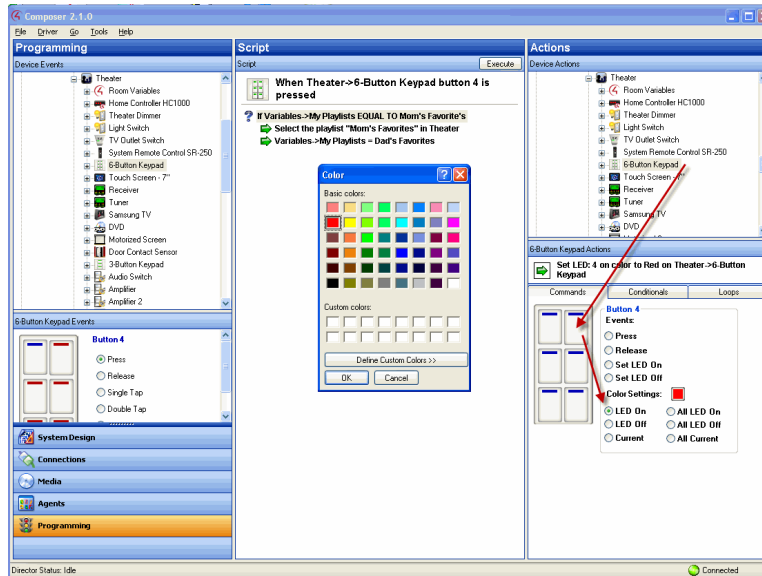 Composer 2.1.0
File Driver Go Tools Help
Programming
Device Events
Theater
Room Variables
Home Controller HC1000
Theater Dimmer
Light Switch
TV Outlet Switch
System Remote Control SR-250
6-Button Keypad
Touch Screen - 7"
Receiver
Tuner
Samsung TV
DVD
Motorized Screen
Door Contact Sensor
3-Button Keypad
Audio Switch
Amplifier
Amplifier 2
6-Button Keypad Events
Button 4
Press
Release
Single Tap
Double Tap
System Design
Connections
Media
Agents
Programming
Director Status: Idle
Script
Script
Execute
When Theater->6-Button Keypad button 4 is
pressed
If Variables->My Playlists EQUAL TO Mom's Favorite's
Select the playlist "Mom's Favorites" in Theater
Variables->My Playlists = Dad's Favorites
Color
Basic colors:
Custom colors:
Define Custom Colors >>
OK Cancel
Actions
Device Actions
Theater
Room Variables
Home Controller HC1000
Theater Dimmer
Light Switch
TV Outlet Switch
System Remote Control SR-250
6-Button Keypad
Touch Screen - 7"
Receiver
Tuner
Samsung TV
DVD
6-Button Keypad Actions
Set LED: 4 on color to Red on Theater->6-Button
Keypad
Commands Conditionals Loops
Button 4
Events:
Press
Release
Set LED On
Set LED Off
Color Settings:
LED On All LED On
LED Off All LED Off
Current All Current
Connected